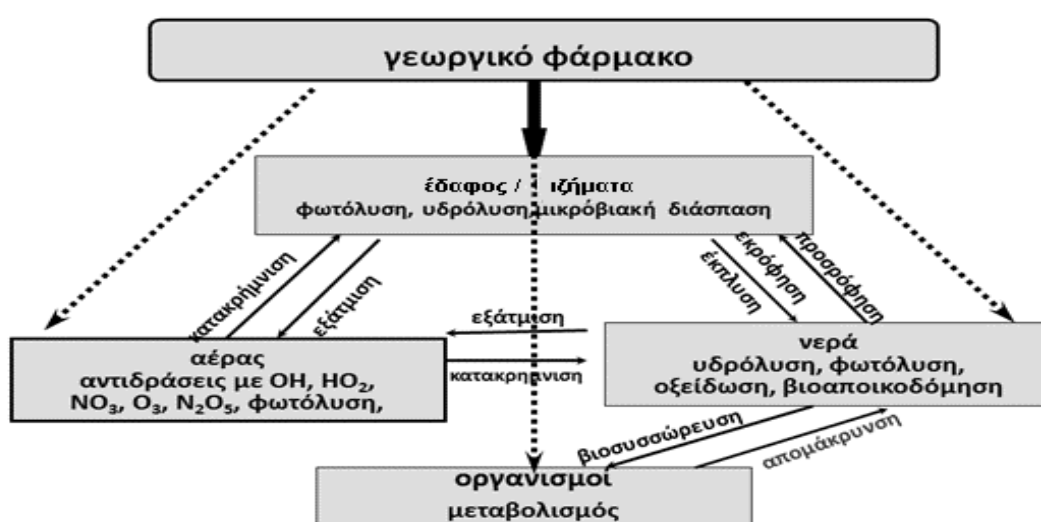 γεωργικό φάρμακο
έδαφος / ιζήματα
φωτόλυση, υδρόλυση,μικρόβιακή διάσπαση
κατακρήμνιση
εξάτμιση
έκπλυση
εκρόφηση
προσρόφηση
εξάτμιση
κατακρημνιση
αέρας
αντιδράσεις με OH, HO₂,
NO₃, O₃, N₂O₅, φωτόλυση,
νερά
υδρόλυση, φωτόλυση,
οξείδωση, βιοαποικοδόμηση
βιοσυσσώρευση
απομάκρυνση
οργανισμοί
μεταβολισμός